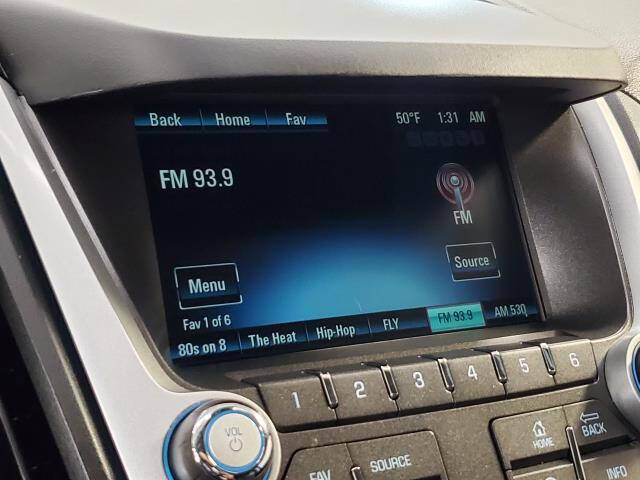 Back Home Fav 50°F 1:31 AM
FM 93.9
FM
Menu Source
Fav 1 of 6
80s on 8 The Heat Hip-Hop FLY FM 93.9 AM 530
1 2 3 4 5 6
VOL
HOME BACK
FAV SOURCE INFO